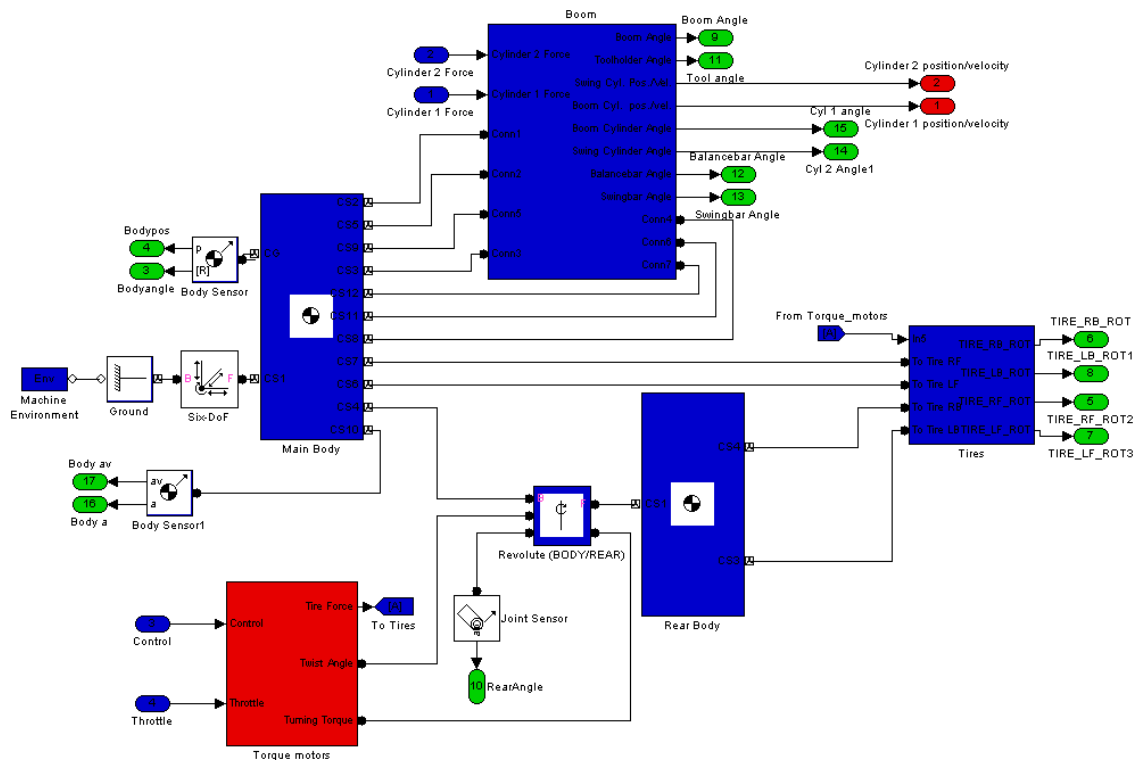 Boom
Boom Angle
Boom Angle
9
2
Cylinder 2 Force
Cylinder 2 Force
Toolholder Angle
11
Tool angle
Cylinder 2 position/velocity
Swing Cyl. Pos./Vel.
2
Cylinder 1 Force
Cylinder 1 Force
Boom Cyl. pos./vel.
1
Cyl 1 angle
Cylinder 1 position/velocity
Conn1
Boom Cylinder Angle
15
Swing Cylinder Angle
14
Balancebar Angle
Cyl 2 Angle1
Conn2
Balancebar Angle
12
Swingbar Angle
13
Swingbar Angle
CS2
Conn5
Conn4
CS5
Bodypos
4
p
CG
CS9
Conn6
3
[R]
Conn3
Conn7
Bodyangle
Body Sensor
CS3
CS12
CS11
From Torque_motors
[A]
TIRE_RB_ROT
CS8
In5
TIRE_RB_ROT
6
CS7
To Tire RF
TIRE_LB_ROT1
Env
B
F
CS1
CS6
To Tire LF
TIRE_LB_ROT
8
Machine
Environment
Ground
Six-DoF
CS4
To Tire RB
TIRE_RF_ROT
5
TIRE_RF_ROT2
CS10
To Tire LB
TIRE_LF_ROT
7
Main Body
CS4
Tires
TIRE_LF_ROT3
Body av
17
av
16
a
Body a
Body Sensor1
B
F
CS1
Revolute (BODY/REAR)
CS3
Tire Force
[A]
To Tires
Joint Sensor
Rear Body
Control
Control
Twist Angle
10
RearAngle
Throttle
Throttle
Turning Torque
Torque motors